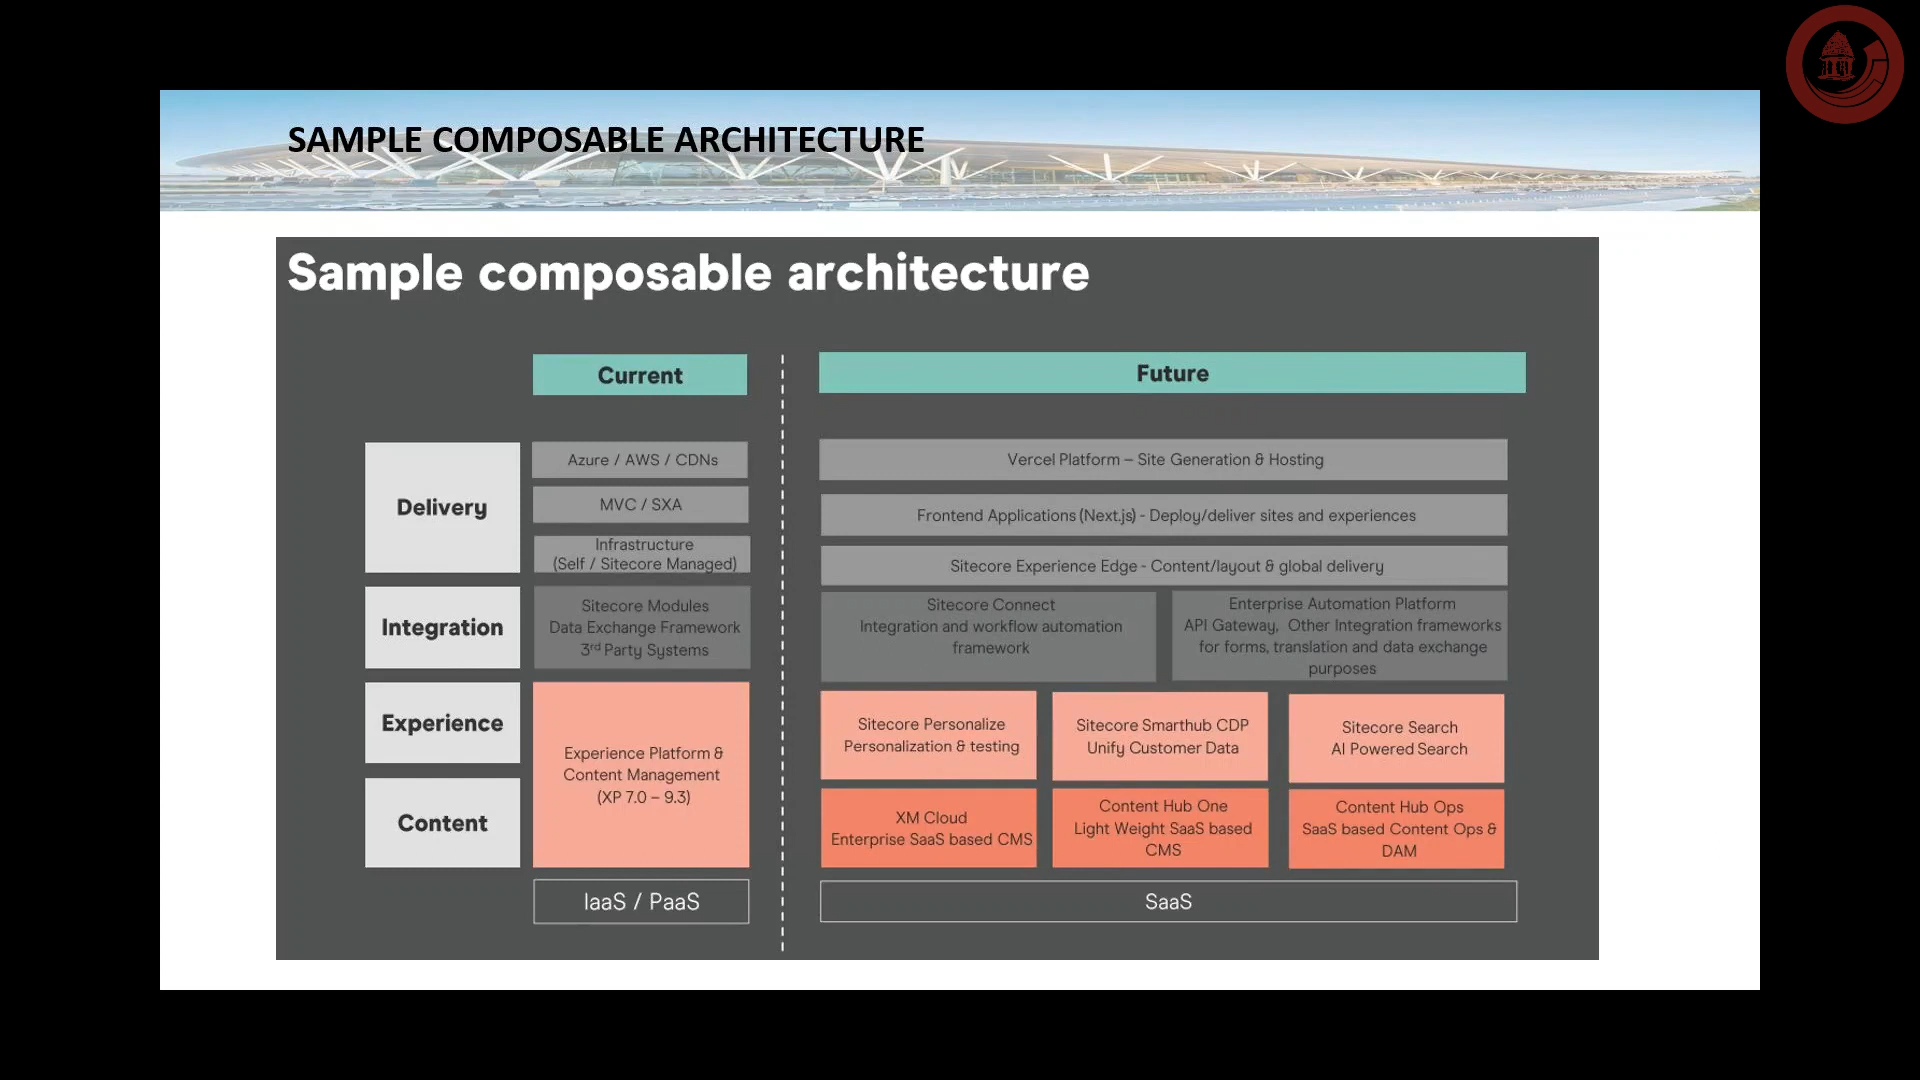 SAMPLE COMPOSABLE ARCHITECTURE
Sample composable architecture
Current
Future
Delivery
Azure / AWS / CDNs
MVC / SXA
Infrastructure
(Self / Sitecore Managed)
Vercel Platform – Site Generation & Hosting
Frontend Applications (Next.js) - Deploy/deliver sites and experiences
Sitecore Experience Edge - Content/layout & global delivery
Integration
Sitecore Modules
Data Exchange Framework
3rd Party Systems
Sitecore Connect
Integration and workflow automation
framework
Enterprise Automation Platform
API Gateway, Other Integration frameworks
for forms, translation and data exchange
purposes
Experience
Content
Experience Platform &
Content Management
(XP 7.0 – 9.3)
Sitecore Personalize
Personalization & testing
Sitecore Smarthub CDP
Unify Customer Data
Sitecore Search
AI Powered Search
XM Cloud
Enterprise SaaS based CMS
Content Hub One
Light Weight SaaS based
CMS
Content Hub Ops
SaaS based Content Ops &
DAM
IaaS / PaaS
SaaS